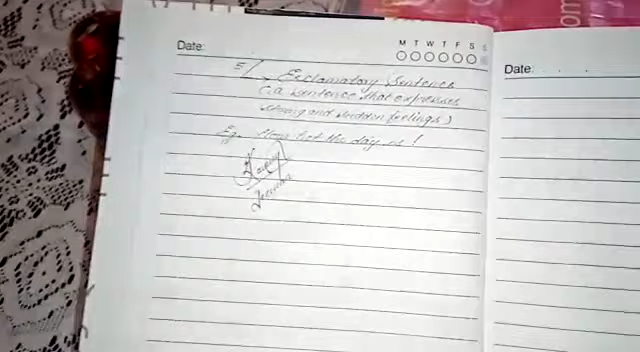 Date:
M T W T F S S
5/ Exclamatory Sentence
(a sentence that expresses
strong and sudden feelings)
Eg. How hot the day is!
Date: